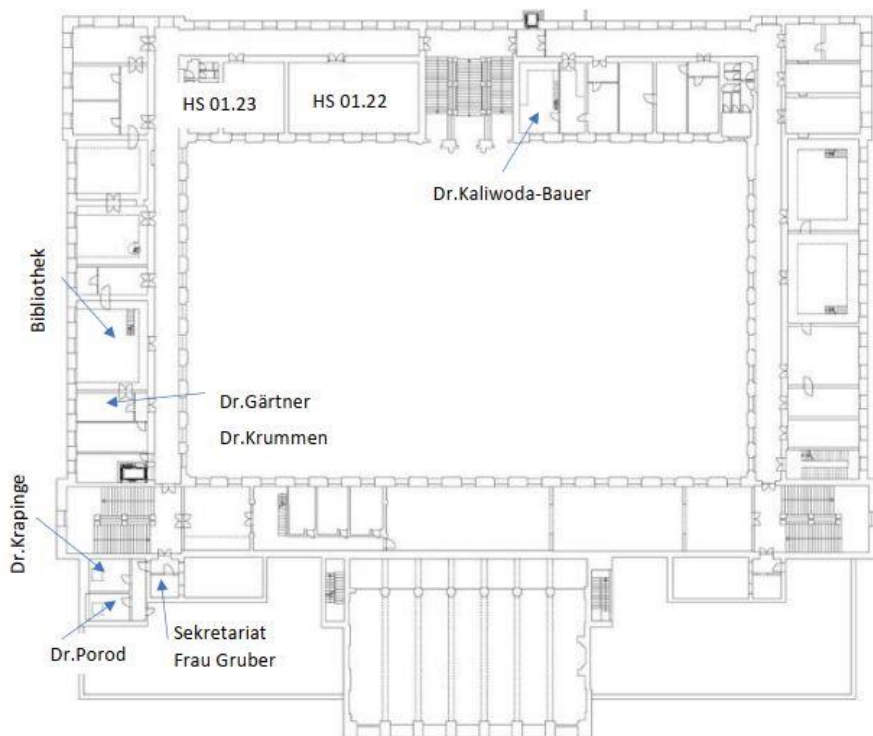 HS 01.23
HS 01.22
Dr.Kaliwoda-Bauer
Bibliothek
Dr.Gärtner
Dr.Krummen
Dr.Krapinge
Dr.Porod
Sekretariat
Frau Gruber